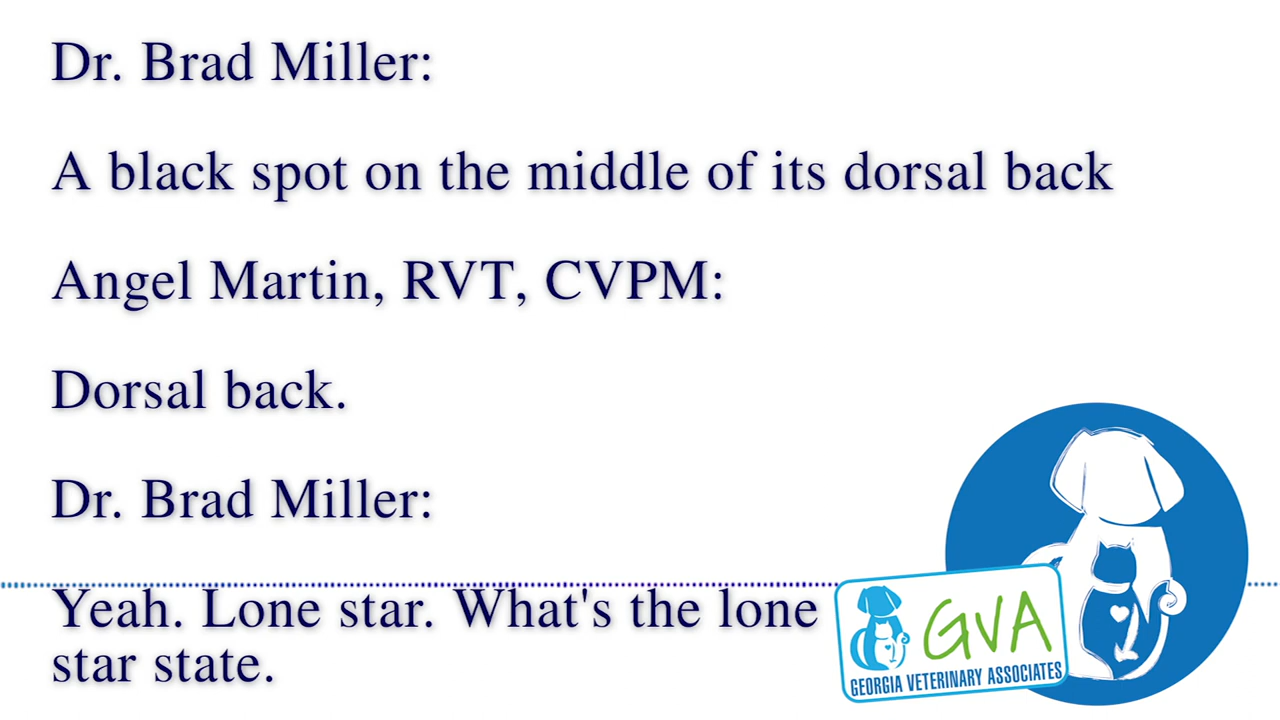 Dr. Brad Miller:
A black spot on the middle of its dorsal back
Angel Martin, RVT, CVPM:
Dorsal back.
Dr. Brad Miller:
Yeah. Lone star. What's the lone
star state.
GVA
GEORGIA VETERINARY ASSOCIATES